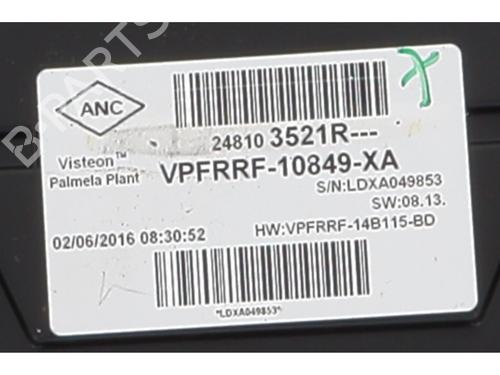 B-PARTS
ANC
24810 3521R---
Visteon™
Palmela Plant
VPFRRF-10849-XA
S/N:LDXA049853
SW:08.13.
02/06/2016 08:30:52
HW:VPFRRF-14B115-BD
*LDXA049853*